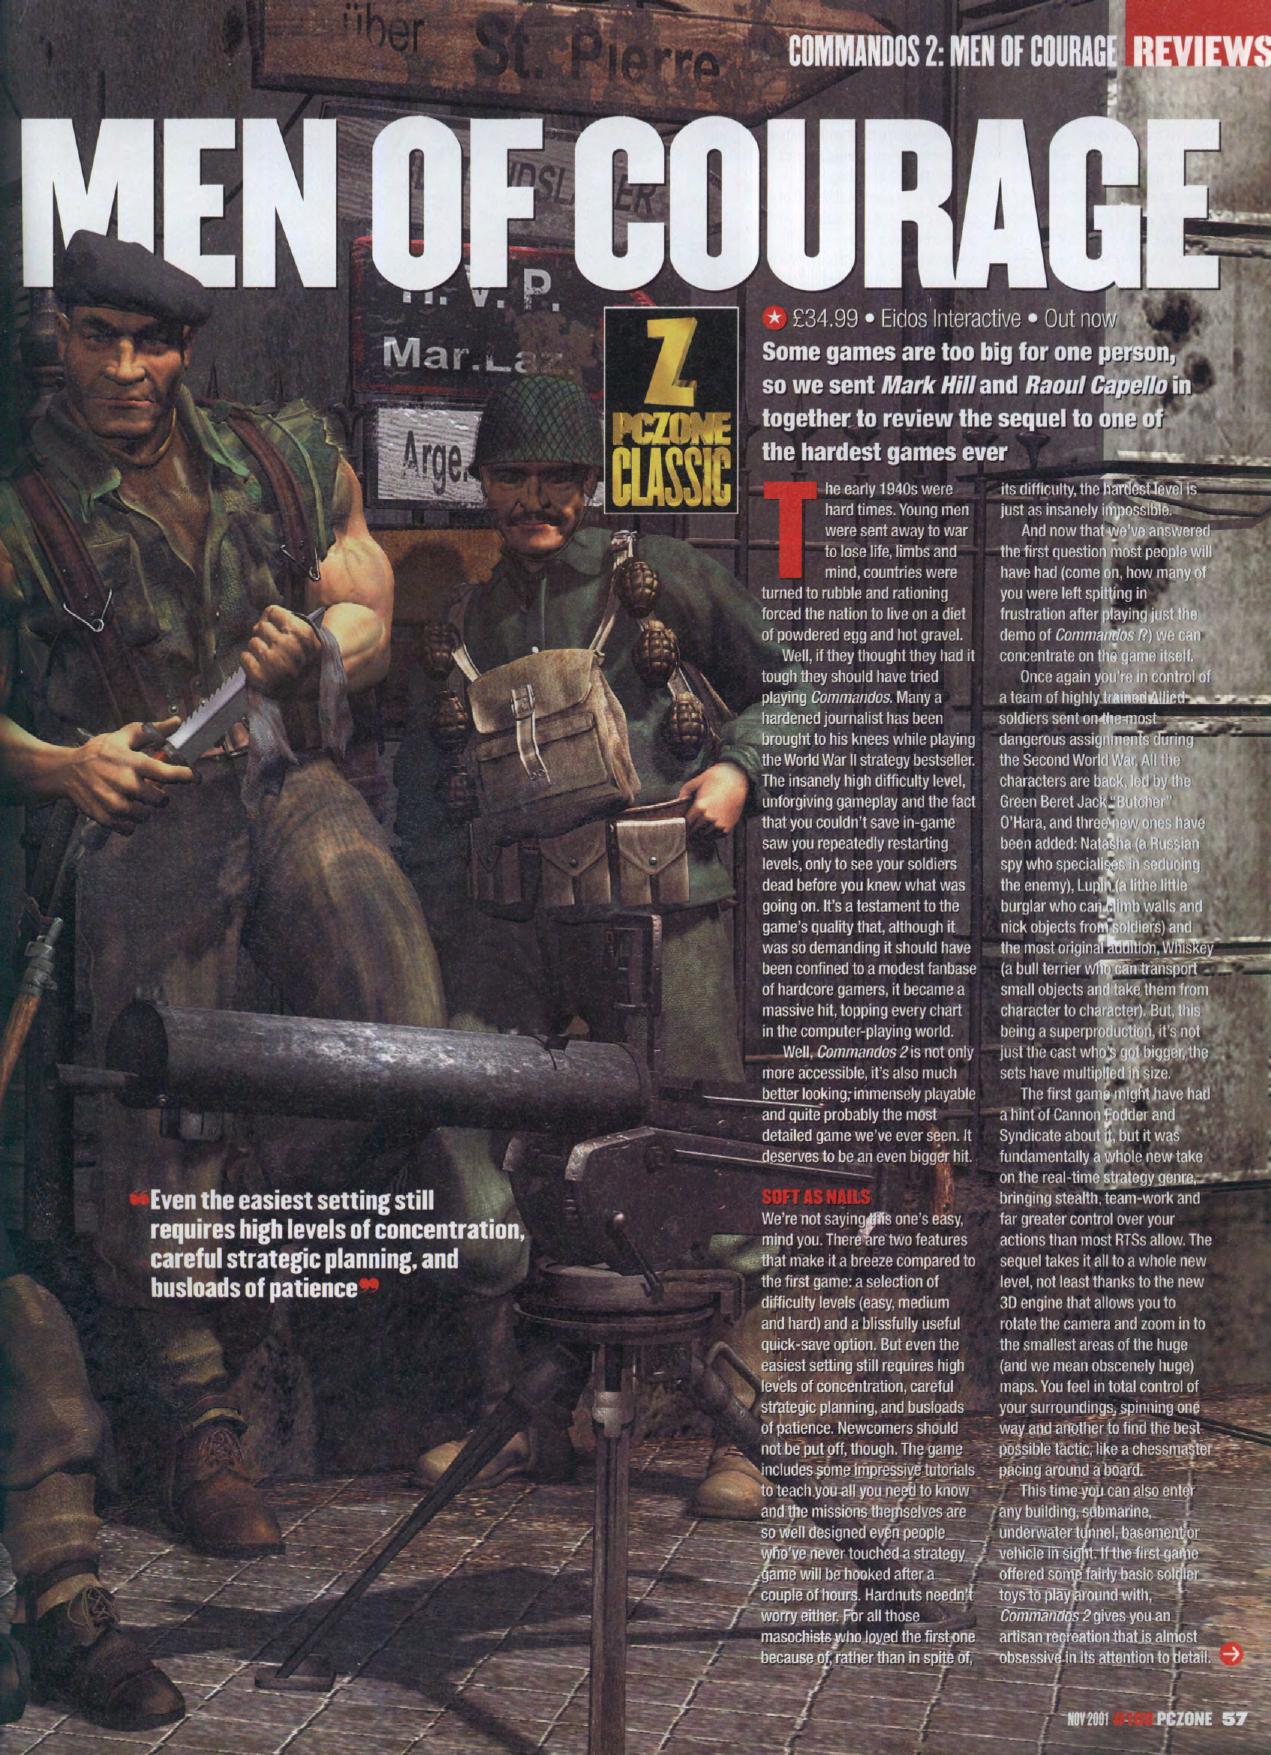 über
St. Pierre
COMMANDOS 2: MEN OF COURAGE REVIEWS
MEN OF COURAGE
V. P.
Mar.Laz.
Arge.
Z
PCZONE
CLASSIC
£34.99 • Eidos Interactive • Out now
Some games are too big for one person,
so we sent Mark Hill and Raoul Capello in
together to review the sequel to one of
the hardest games ever
The early 1940s were
hard times. Young men
were sent away to war
to lose life, limbs and
mind, countries were
turned to rubble and rationing
forced the nation to live on a diet
of powdered egg and hot gravel.
Well, if they thought they had it
tough they should have tried
playing Commandos. Many a
hardened journalist has been
brought to his knees while playing
the World War II strategy bestseller.
The insanely high difficulty level,
unforgiving gameplay and the fact
that you couldn't save in-game
saw you repeatedly restarting
levels, only to see your soldiers
dead before you knew what was
going on. It's a testament to the
game's quality that, although it
was so demanding it should have
been confined to a modest fanbase
of hardcore gamers, it became a
massive hit, topping every chart
in the computer-playing world.
Well, Commandos 2 is not only
more accessible, it's also much
better looking, immensely playable
and quite probably the most
detailed game we've ever seen. It
deserves to be an even bigger hit.
SOFT AS NAILS
We're not saying this one's easy,
mind you. There are two features
that make it a breeze compared to
the first game: a selection of
difficulty levels (easy, medium
and hard) and a blissfully useful
quick-save option. But even the
easiest setting still requires high
levels of concentration, careful
strategic planning, and busloads
of patience. Newcomers should
not be put off, though. The game
includes some impressive tutorials
to teach you all you need to know
and the missions themselves are
so well designed even people
who've never touched a strategy
game will be hooked after a
couple of hours. Hardnuts needn't
worry either. For all those
masochists who loved the first one
because of, rather than in spite of,
its difficulty, the hardest level is
just as insanely impossible.
And now that we've answered
the first question most people will
have had (come on, how many of
you were left spitting in
frustration after playing just the
demo of Commandos I?) we can
concentrate on the game itself.
Once again you're in control of
a team of highly trained Allied
soldiers sent on the most
dangerous assignments during
the Second World War. All the
characters are back, led by the
Green Beret Jack "Butcher"
O'Hara, and three new ones have
been added: Natasha (a Russian
spy who specialises in seducing
the enemy), Lupin (a lithe little
burglar who can climb walls and
nick objects from soldiers) and
the most original addition, Whiskey
(a bull terrier who can transport
small objects and take them from
character to character). But, this
being a superproduction, it's not
just the cast who's got bigger, the
sets have multiplied in size.
The first game might have had
a hint of Cannon Fodder and
Syndicate about it, but it was
fundamentally a whole new take
on the real-time strategy genre,
bringing stealth, team-work and
far greater control over your
actions than most RTSs allow. The
sequel takes it all to a whole new
level, not least thanks to the new
3D engine that allows you to
rotate the camera and zoom in to
the smallest areas of the huge
(and we mean obscenely huge)
maps. You feel in total control of
your surroundings, spinning one
way and another to find the best
possible tactic, like a chessmaster
pacing around a board.
This time you can also enter
any building, submarine,
underwater tunnel, basement or
vehicle in sight. If the first game
offered some fairly basic soldier
toys to play around with,
Commandos 2 gives you an
artisan recreation that is almost
obsessive in its attention to detail.
“Even the easiest setting still
requires high levels of concentration,
careful strategic planning, and
busloads of patience”
NOV 2001 PCZONE 57